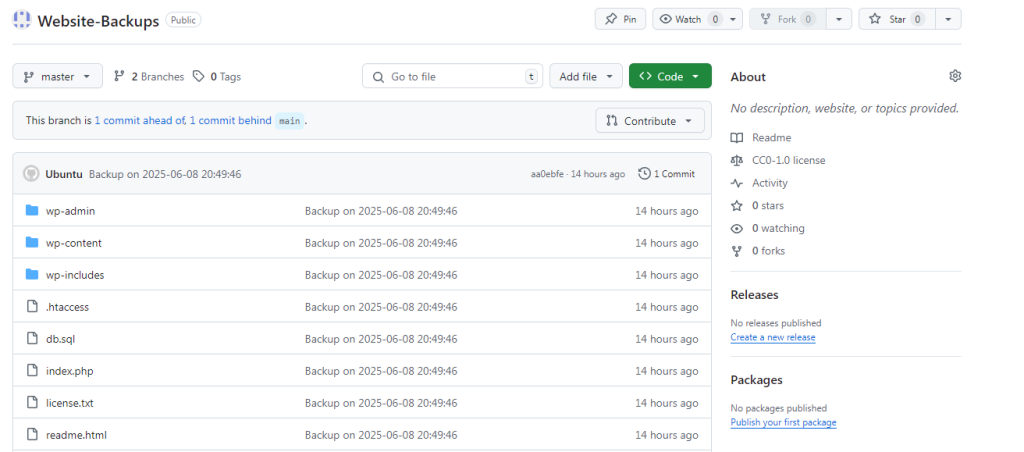 Website-Backups Public Pin Watch 0 Fork 0 Star 0
master 2 Branches 0 Tags Go to file t Add file Code
This branch is 1 commit ahead of, 1 commit behind main . Contribute
Ubuntu Backup on 2025-06-08 20:49:46 aa0ebfe · 14 hours ago 1 Commit
wp-admin Backup on 2025-06-08 20:49:46 14 hours ago
wp-content Backup on 2025-06-08 20:49:46 14 hours ago
wp-includes Backup on 2025-06-08 20:49:46 14 hours ago
.htaccess Backup on 2025-06-08 20:49:46 14 hours ago
db.sql Backup on 2025-06-08 20:49:46 14 hours ago
index.php Backup on 2025-06-08 20:49:46 14 hours ago
license.txt Backup on 2025-06-08 20:49:46 14 hours ago
readme.html Backup on 2025-06-08 20:49:46 14 hours ago
About
No description, website, or topics provided.
Readme
CC0-1.0 license
Activity
0 stars
0 watching
0 forks
Releases
No releases published
Create a new release
Packages
No packages published
Publish your first package